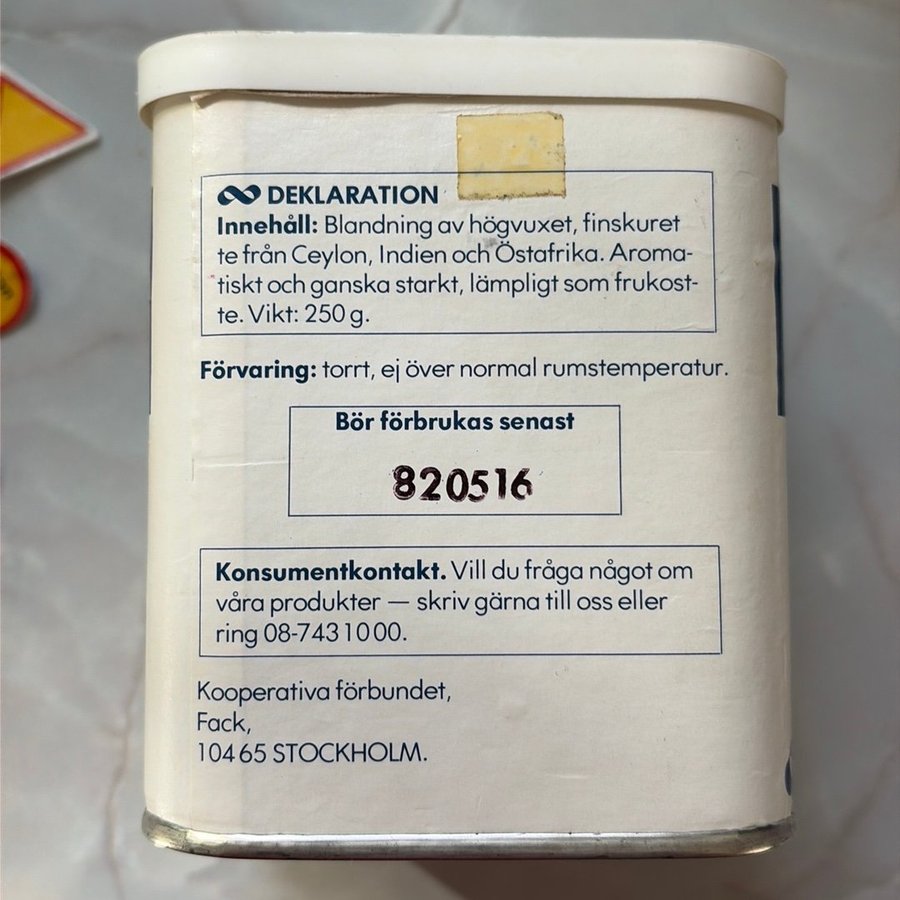 DEKLARATION
Innehåll: Blandning av högvuxet, finskuret
te från Ceylon, Indien och Östafrika. Aroma-
tiskt och ganska starkt, lämpligt som frukost-
te. Vikt: 250 g.
Förvaring: torrt, ej över normal rumstemperatur.
Bör förbrukas senast
820516
Konsumentkontakt. Vill du fråga något om
våra produkter — skriv gärna till oss eller
ring 08-743 10 00.
Kooperativa förbundet,
Fack,
104 65 STOCKHOLM.